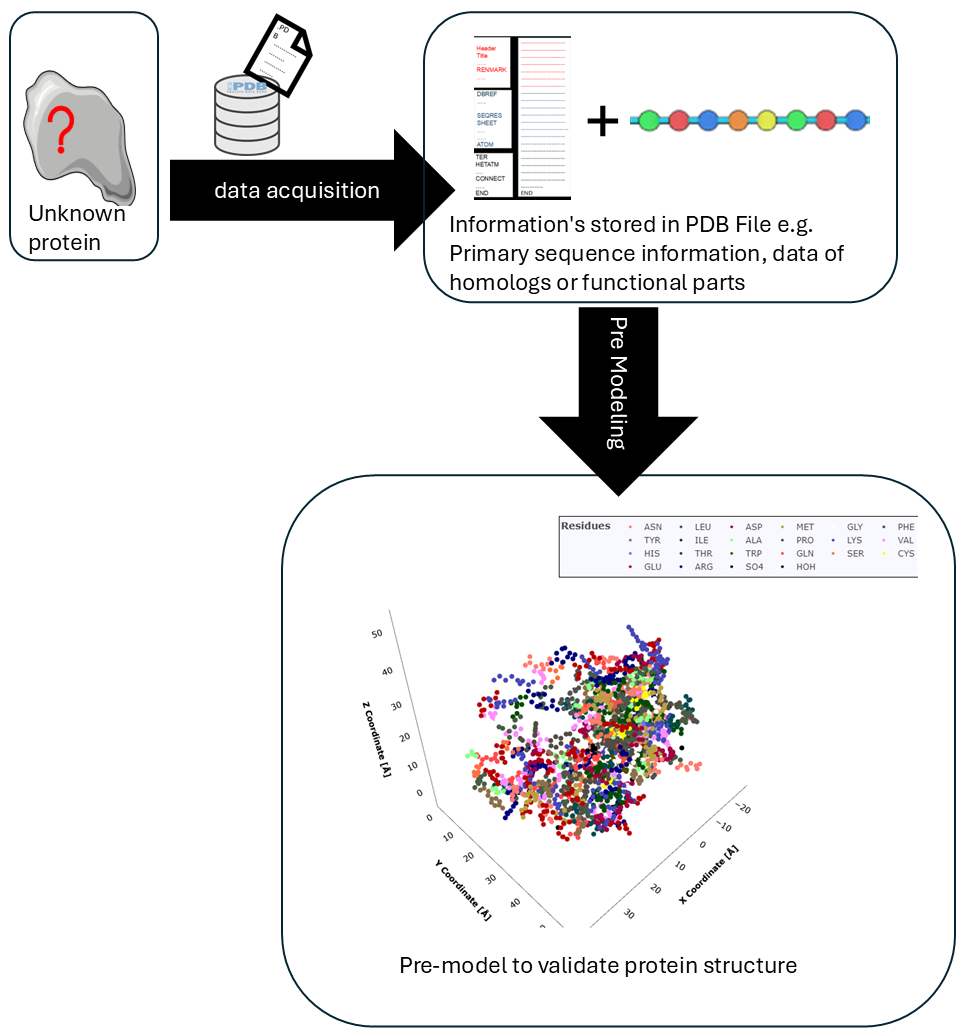 Unknown
protein
PD
B
PDB
data acquisition
Header
Title
....
RENMARK
....
DBREF
....
SEQRES
SHEET
....
ATOM
TER
HETATM
....
CONNECT
....
END
END
+
Information's stored in PDB File e.g.
Primary sequence information, data of
homologs or functional parts
Pre Modeling
Residues ASN LEU ASP MET GLY PHE
TYR ILE ALA PRO LYS VAL
HIS THR TRP GLN SER CYS
GLU ARG SO4 HOH
50
40
30
20
10
0
Z Coordinate [Å]
0
10
20
30
40
Y Coordinate [Å]
−20
−10
0
10
20
30
X Coordinate [Å]
Pre-model to validate protein structure